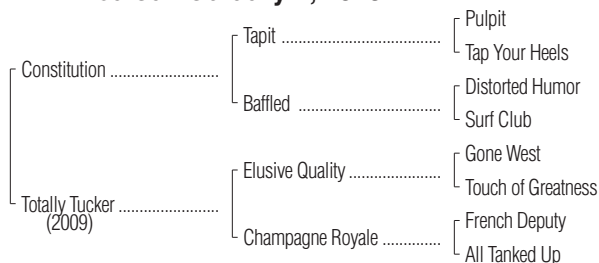 Pulpit
Tapit
Tap Your Heels
Constitution
Distorted Humor
Baffled
Surf Club
Gone West
Elusive Quality
Touch of Greatness
Totally Tucker
(2009)
French Deputy
Champagne Royale
All Tanked Up